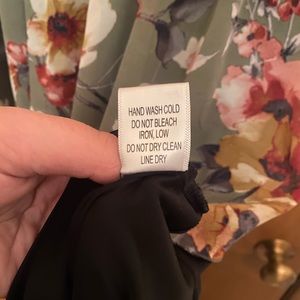 HAND WASH COLD
DO NOT BLEACH
IRON, LOW
DO NOT DRY CLEAN
LINE DRY